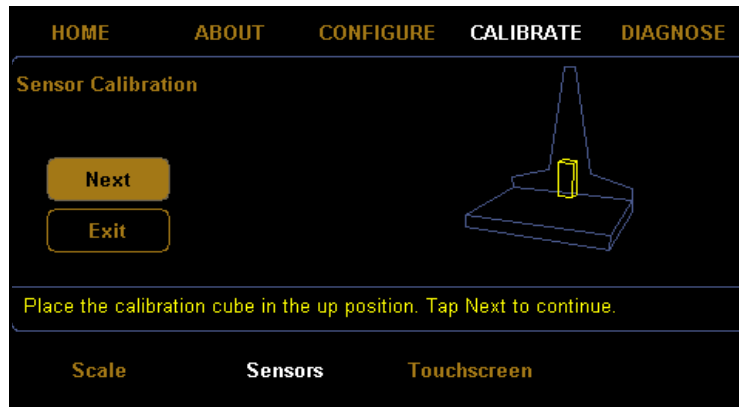 HOME ABOUT CONFIGURE CALIBRATE DIAGNOSE
Sensor Calibration
Next
Exit
Place the calibration cube in the up position. Tap Next to continue.
Scale Sensors Touchscreen